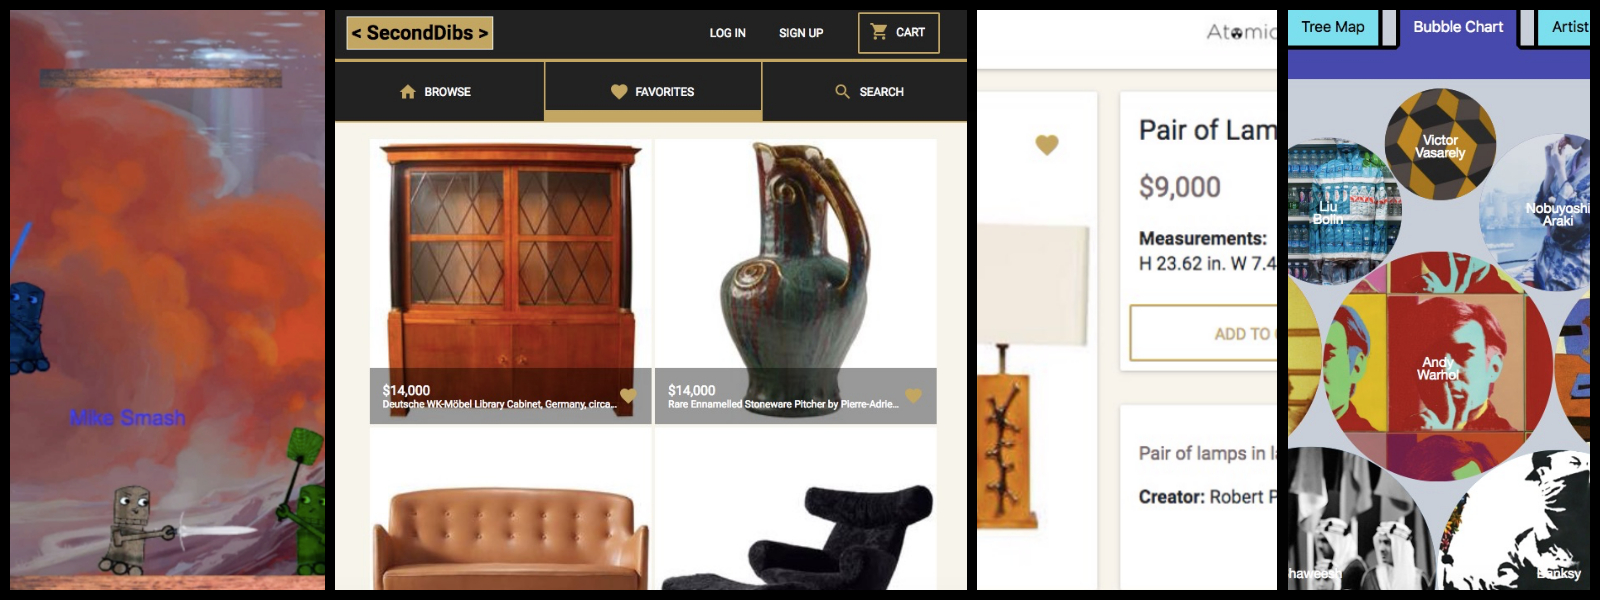 Mike Smash
< SecondDibs >
LOG IN
SIGN UP
CART
BROWSE
FAVORITES
SEARCH
$14,000
Deutsche WK-Möbel Library Cabinet, Germany, circa...
$14,000
Rare Ennamelled Stoneware Pitcher by Pierre-Adrie...
Atomic
Pair of Lam
$9,000
Measurements:
H 23.62 in. W 7.4
ADD TO
Pair of lamps in l
Creator: Robert P
Tree Map
Bubble Chart
Artist
Victor
Vasarely
Liu
Bolin
Nobuyoshi
Araki
Andy
Warhol
haweesh
Banksy